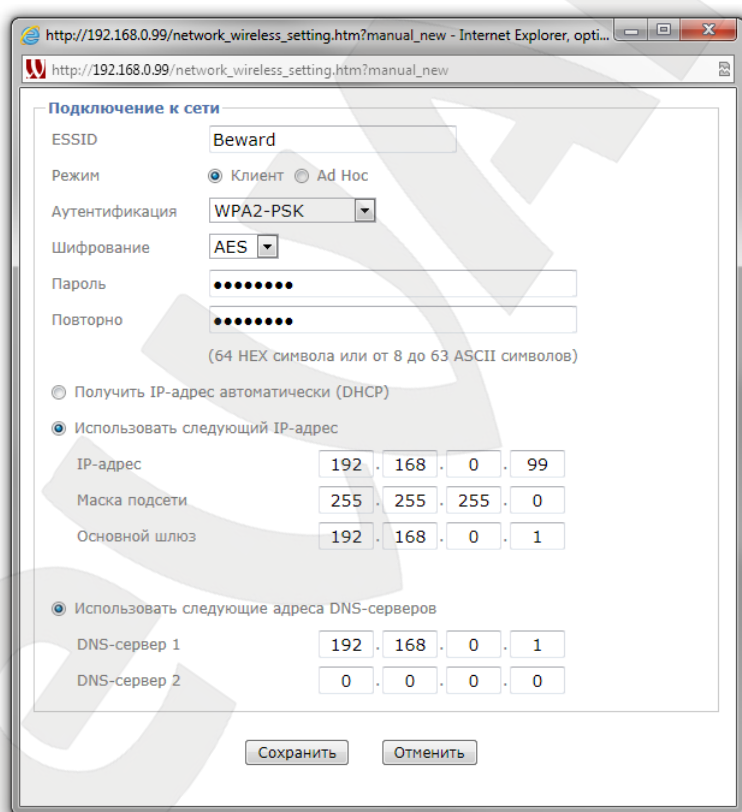 http://192.168.0.99/network_wireless_setting.htm?manual_new - Internet Explorer, opti...
http://192.168.0.99/network_wireless_setting.htm?manual_new
Подключение к сети
ESSID Beward
Режим Клиент Ad Hoc
Аутентификация WPA2-PSK
Шифрование AES
Пароль ••••••••
Повторно ••••••••
(64 HEX символа или от 8 до 63 ASCII символов)
Получить IP-адрес автоматически (DHCP)
Использовать следующий IP-адрес
IP-адрес 192 . 168 . 0 . 99
Маска подсети 255 . 255 . 255 . 0
Основной шлюз 192 . 168 . 0 . 1
Использовать следующие адреса DNS-серверов
DNS-сервер 1 192 . 168 . 0 . 1
DNS-сервер 2 0 . 0 . 0 . 0
Сохранить Отменить